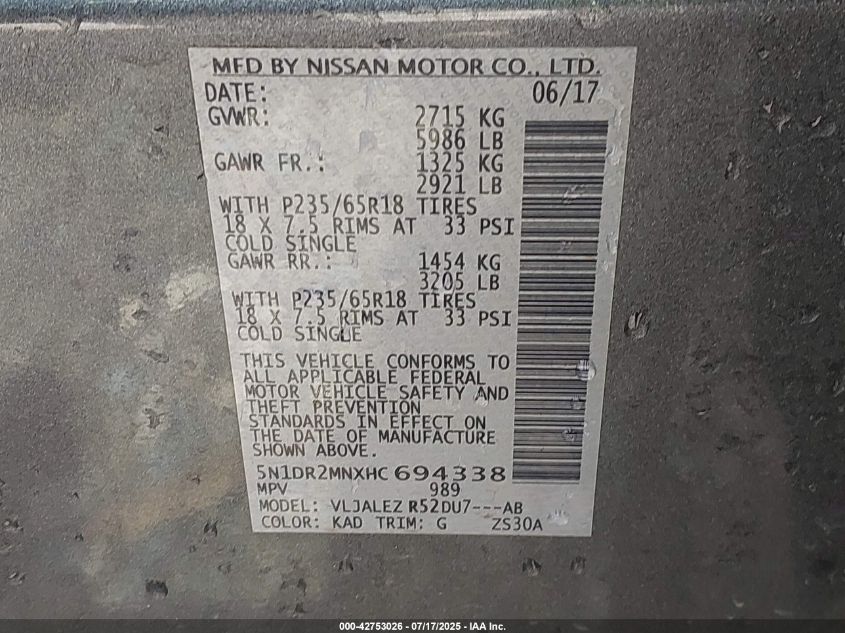 MFD BY NISSAN MOTOR CO., LTD.
DATE: 06/17
GVWR: 2715 KG
5986 LB
GAWR FR.: 1325 KG
2921 LB
WITH P235/65R18 TIRES
18 X 7.5 RIMS AT 33 PSI
COLD SINGLE
GAWR RR.: 1454 KG
3205 LB
WITH P235/65R18 TIRES
18 X 7.5 RIMS AT 33 PSI
COLD SINGLE
THIS VEHICLE CONFORMS TO
ALL APPLICABLE FEDERAL
MOTOR VEHICLE SAFETY AND
THEFT PREVENTION
STANDARDS IN EFFECT ON
THE DATE OF MANUFACTURE
SHOWN ABOVE.
5N1DR2MNXHC694338
MPV 989
MODEL: VLJALEZ R52DU7---AB
COLOR: KAD TRIM: G ZS30A
000-42753026 - 07/17/2025 - IAA Inc.